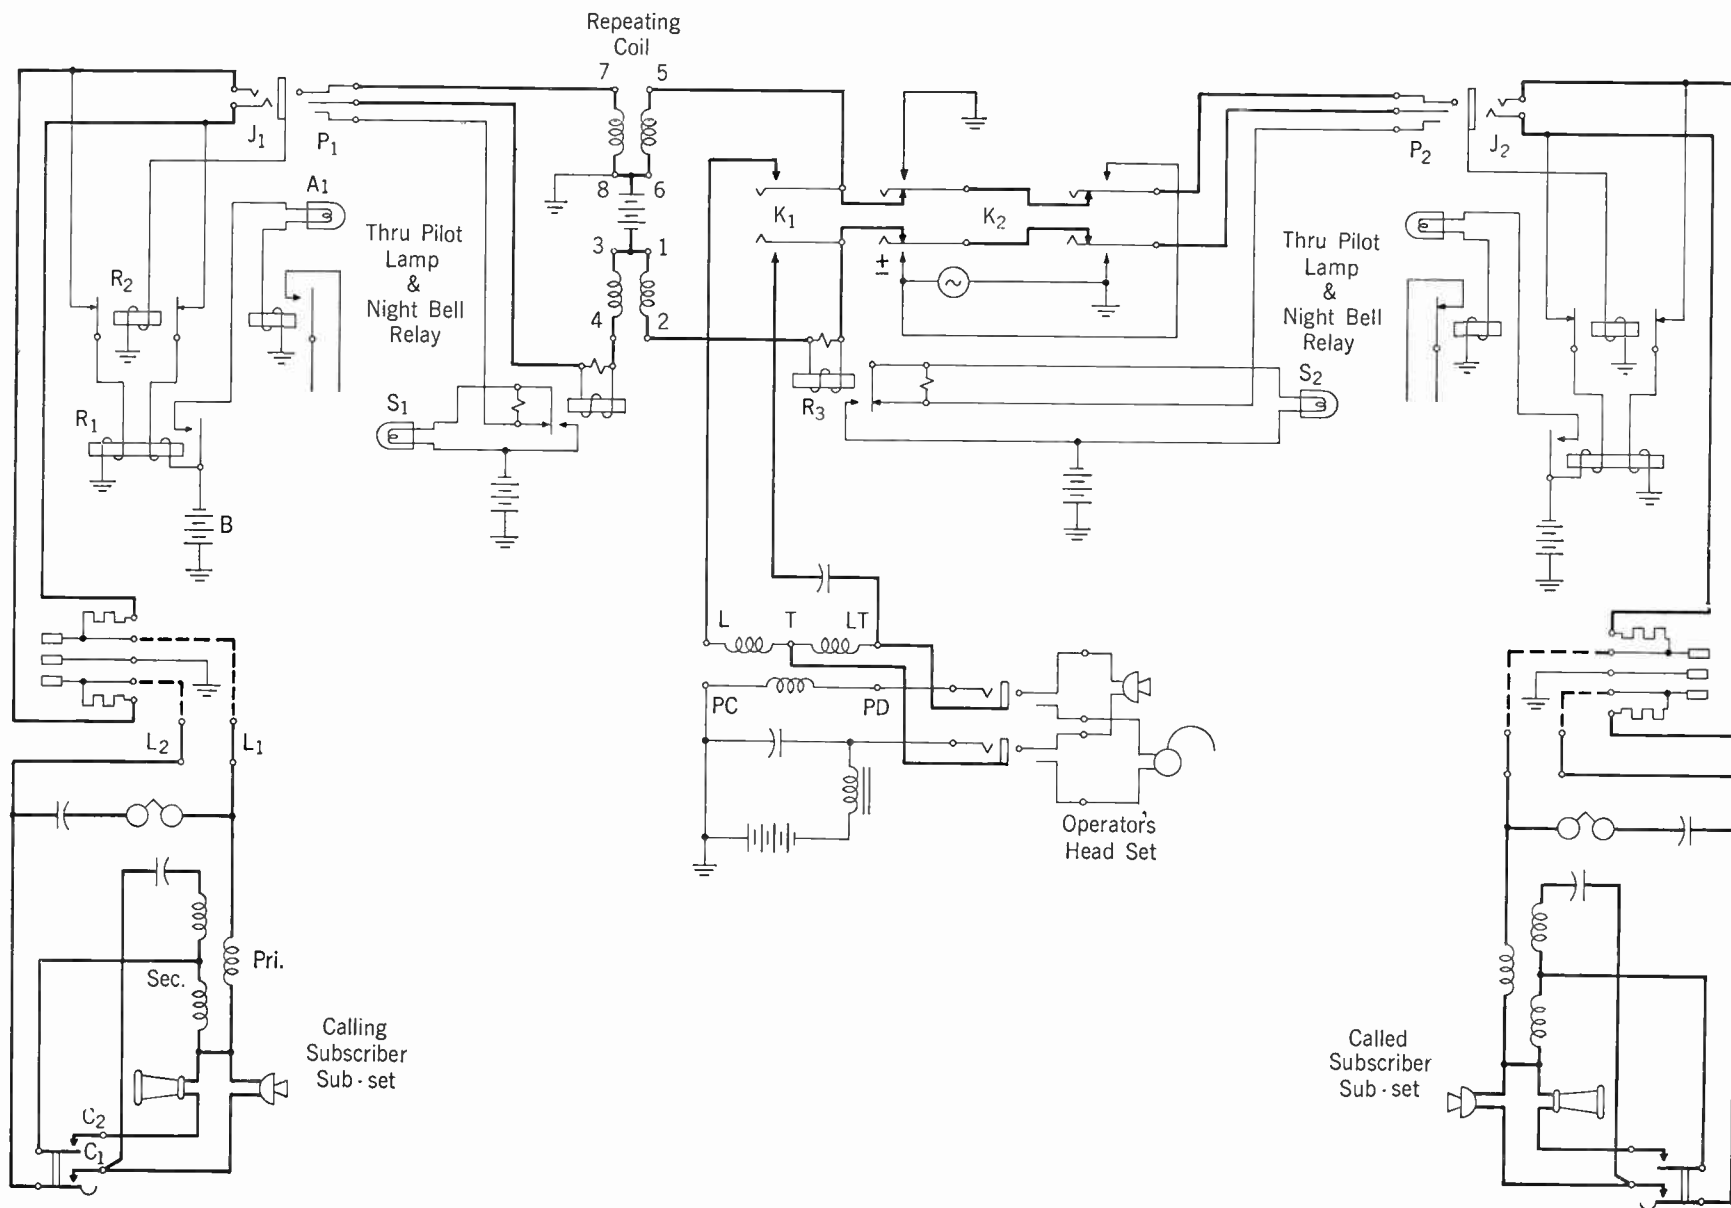 Repeating
Coil
7
5
J1
P1
A1
8
6
K1
K2
P2
J2
Thru Pilot
Lamp
&
Night Bell
Relay
3
1
±
Thru Pilot
Lamp
&
Night Bell
Relay
R2
4
2
S1
R3
S2
R1
B
L
T
LT
PC
PD
L2
L1
Operator's
Head Set
Sec.
Pri.
Calling
Subscriber
Sub-set
Called
Subscriber
Sub-set
C2
C1